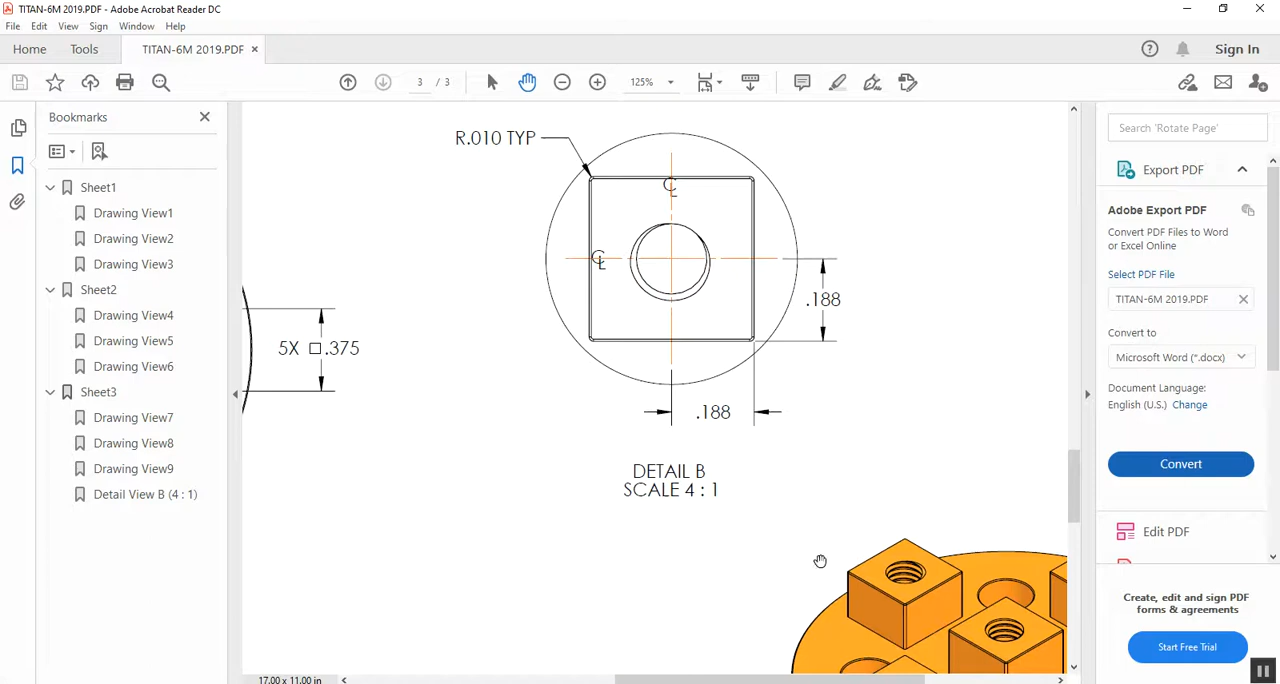 TITAN-6M 2019.PDF - Adobe Acrobat Reader DC
File Edit View Sign Window Help
Home Tools TITAN-6M 2019.PDF × Sign In
3 / 3 125%
Bookmarks
Sheet1
Drawing View1
Drawing View2
Drawing View3
Sheet2
Drawing View4
Drawing View5
Drawing View6
Sheet3
Drawing View7
Drawing View8
Drawing View9
Detail View B (4 : 1)
R.010 TYP
.188
5X □.375
.188
DETAIL B
SCALE 4 : 1
17.00 x 11.00 in
Search 'Rotate Page'
Export PDF
Adobe Export PDF
Convert PDF Files to Word
or Excel Online
Select PDF File
TITAN-6M 2019.PDF ×
Convert to
Microsoft Word (*.docx)
Document Language:
English (U.S.) Change
Convert
Edit PDF
Create, edit and sign PDF
forms & agreements
Start Free Trial